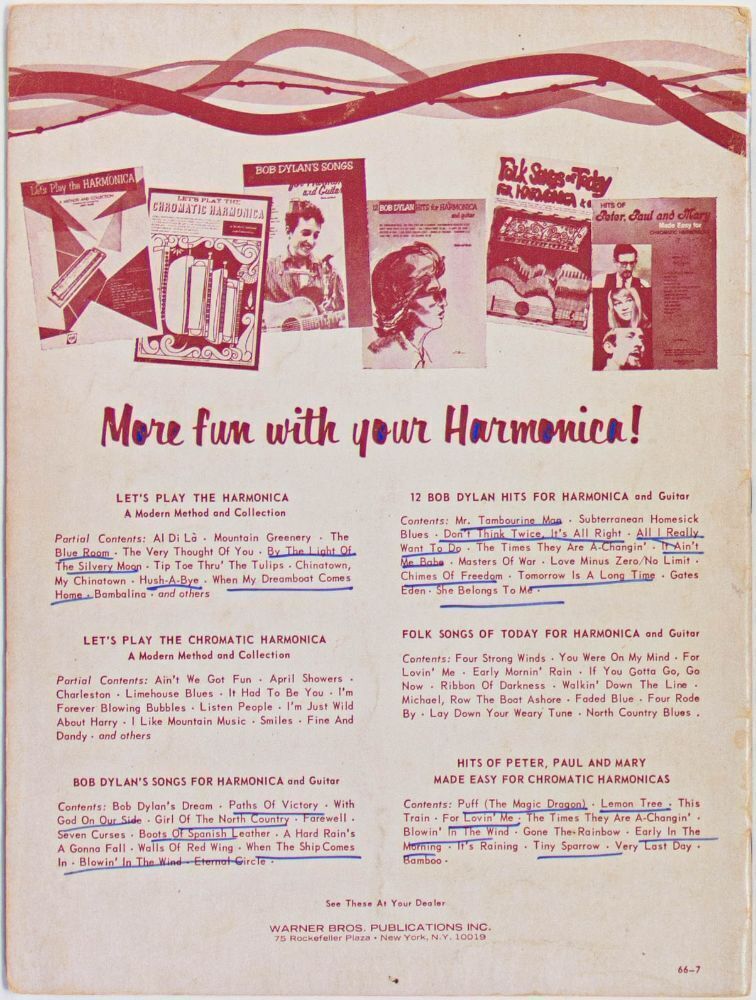 Let's Play the HARMONICA
A MODERN METHOD AND COLLECTION
LET'S PLAY THE
CHROMATIC HARMONICA
BOB DYLAN'S SONGS
and Guitar
12 BOB DYLAN HITS for HARMONICA
and guitar
Folk Songs of Today
FOR HARMONICA &
HITS OF
Peter, Paul and Mary
Made Easy for
CHROMATIC HARMONICAS
More fun with your Harmonica!
LET'S PLAY THE HARMONICA
A Modern Method and Collection
Partial Contents: Al Di Là · Mountain Greenery · The
Blue Room · The Very Thought Of You · By The Light Of
The Silvery Moon · Tip Toe Thru' The Tulips · Chinatown,
My Chinatown · Hush-A-Bye · When My Dreamboat Comes
Home · Bambalina · and others
LET'S PLAY THE CHROMATIC HARMONICA
A Modern Method and Collection
Partial Contents: Ain't We Got Fun · April Showers ·
Charleston · Limehouse Blues · It Had To Be You · I'm
Forever Blowing Bubbles · Listen People · I'm Just Wild
About Harry · I Like Mountain Music · Smiles · Fine And
Dandy · and others
BOB DYLAN'S SONGS FOR HARMONICA and Guitar
Contents: Bob Dylan's Dream · Paths Of Victory · With
God On Our Side · Girl Of The North Country · Farewell ·
Seven Curses · Boots Of Spanish Leather · A Hard Rain's
A Gonna Fall · Walls Of Red Wing · When The Ship Comes
In · Blowin' In The Wind · Eternal Circle ·
12 BOB DYLAN HITS FOR HARMONICA and Guitar
Contents: Mr. Tambourine Man · Subterranean Homesick
Blues · Don't Think Twice, It's All Right · All I Really
Want To Do · The Times They Are A-Changin' · It Ain't
Me Babe · Masters Of War · Love Minus Zero/No Limit ·
Chimes Of Freedom · Tomorrow Is A Long Time · Gates
Eden · She Belongs To Me ·
FOLK SONGS OF TODAY FOR HARMONICA and Guitar
Contents: Four Strong Winds · You Were On My Mind · For
Lovin' Me · Early Mornin' Rain · If You Gotta Go, Go
Now · Ribbon Of Darkness · Walkin' Down The Line ·
Michael, Row The Boat Ashore · Faded Blue · Four Rode
By · Lay Down Your Weary Tune · North Country Blues .
HITS OF PETER, PAUL AND MARY
MADE EASY FOR CHROMATIC HARMONICAS
Contents: Puff (The Magic Dragon) · Lemon Tree · This
Train · For Lovin' Me · The Times They Are A-Changin' ·
Blowin' In The Wind · Gone The Rainbow · Early In The
Morning · It's Raining · Tiny Sparrow · Very Last Day ·
Bamboo ·
See These At Your Dealer
WARNER BROS. PUBLICATIONS INC.
75 Rockefeller Plaza • New York, N.Y. 10019
66-7